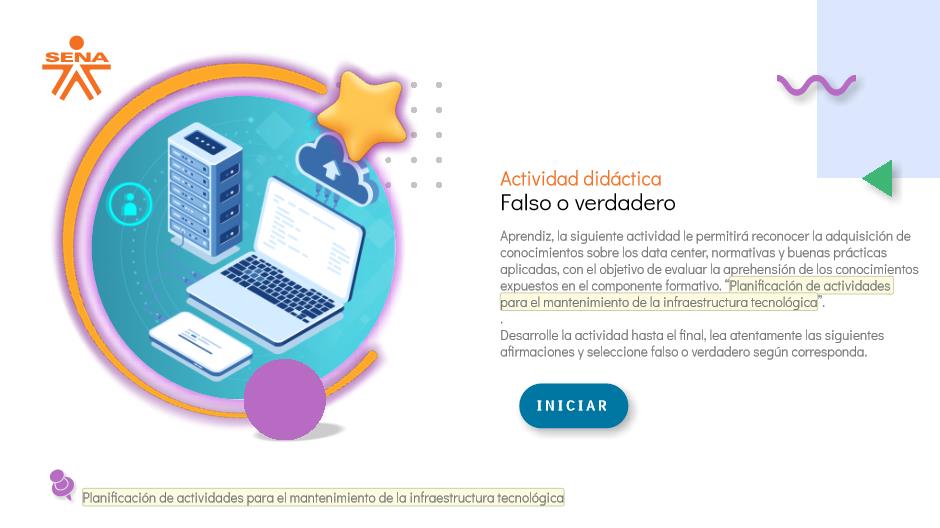 SENA
Actividad didáctica
Falso o verdadero
Aprendiz, la siguiente actividad le permitirá reconocer la adquisición de
conocimientos sobre los data center, normativas y buenas prácticas
aplicadas, con el objetivo de evaluar la aprehensión de los conocimientos
expuestos en el componente formativo. “Planificación de actividades
para el mantenimiento de la infraestructura tecnológica”.
.
Desarrolle la actividad hasta el final, lea atentamente las siguientes
afirmaciones y seleccione falso o verdadero según corresponda.
INICIAR
Planificación de actividades para el mantenimiento de la infraestructura tecnológica